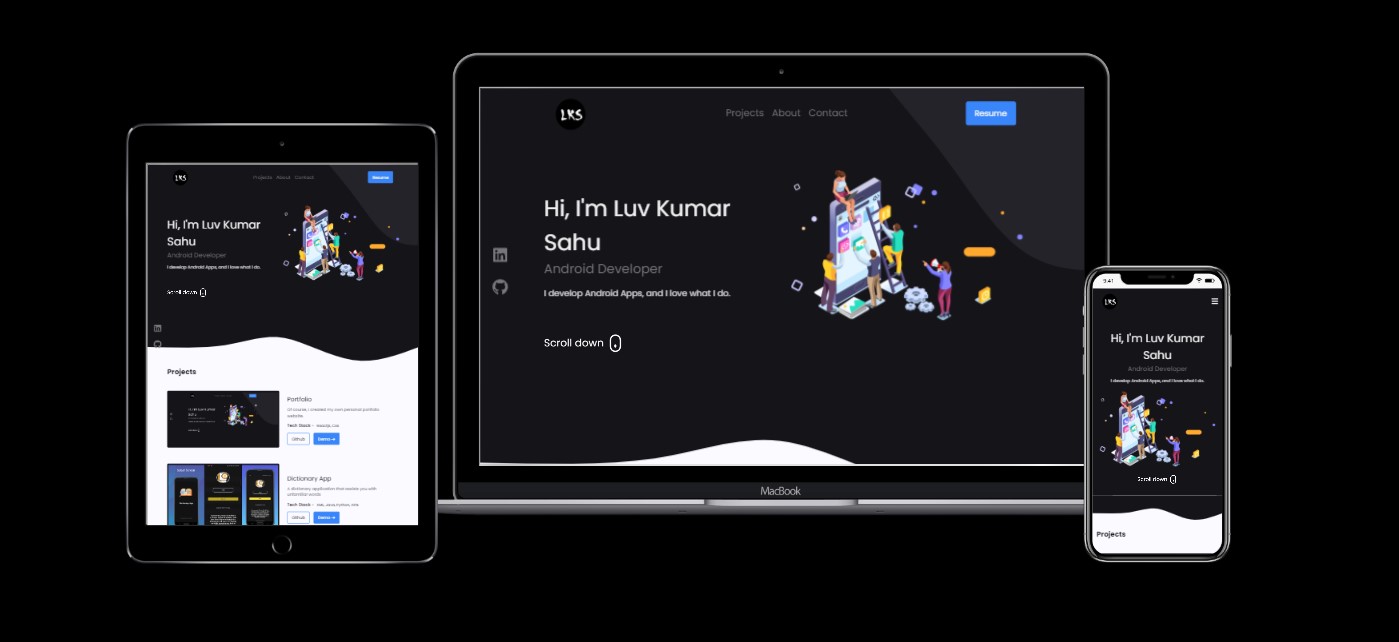 LKS
Projects About Contact
Resume
Hi, I'm Luv Kumar
Sahu
Android Developer
I develop Android Apps, and I love what I do.
Scroll down
Projects
Portfolio
Of course, I created my own personal portfolio
website.
Tech Stack -
Github
Demo →
Dictionary App
A dictionary application that enables you with
unfamiliar words
Tech Stack -
Github
Demo →
LKS
Projects About Contact
Resume
Hi, I'm Luv Kumar
Sahu
Android Developer
I develop Android Apps, and I love what I do.
Scroll down
MacBook
9:41
LKS
Hi, I'm Luv Kumar
Sahu
Android Developer
I develop Android Apps, and I love what I do.
Scroll down
Projects